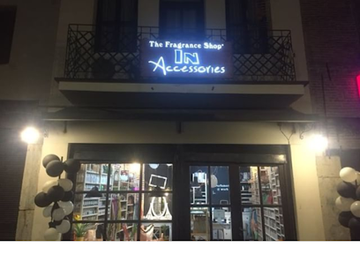 The Fragrance Shop
IN
Accessories